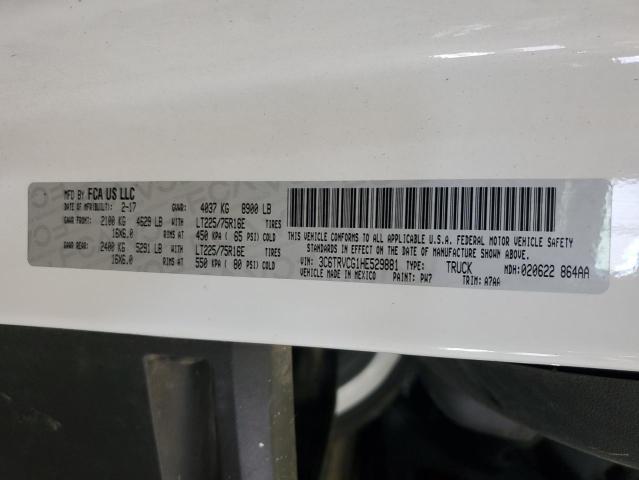 MFD BY FCA US LLC
DATE OF MFR(BUILT): 2-17 GVWR: 4037 KG 8900 LB
GAWR FRONT: 2100 KG 4629 LB WITH LT225/75R16E TIRES
16X6.0 RIMS AT 450 KPA ( 65 PSI) COLD
GAWR REAR: 2400 KG 5291 LB WITH LT225/75R16E TIRES
16X6.0 RIMS AT 550 KPA ( 80 PSI) COLD
THIS VEHICLE CONFORMS TO ALL APPLICABLE U.S.A. FEDERAL MOTOR VEHICLE SAFETY
STANDARDS IN EFFECT ON THE DATE OF MANUFACTURE SHOWN ABOVE.
VIN: 3C6TRVCG1HE529881 TYPE: TRUCK MDH: 020622 864AA
VEHICLE MADE IN MEXICO PAINT: PW7 TRIM: A7AA